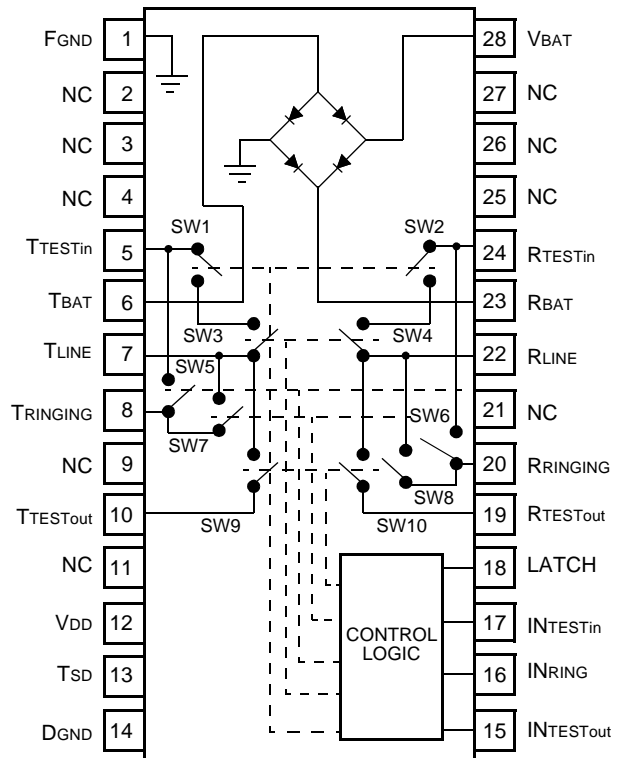 FGND 1 28 VBAT
NC 2 27 NC
NC 3 26 NC
NC 4 25 NC
SW1 SW2
TTESTin 5 24 RTESTin
TBAT 6 23 RBAT
SW3 SW4
TLINE 7 22 RLINE
SW5
TRINGING 8 SW6 21 NC
SW7
NC 9 20 RRINGING
SW8
TTESTout 10 19 RTESTout
SW9 SW10
NC 11 18 LATCH
VDD 12 17 INTESTin
CONTROL
LOGIC
TSD 13 16 INRING
DGND 14 15 INTESTout